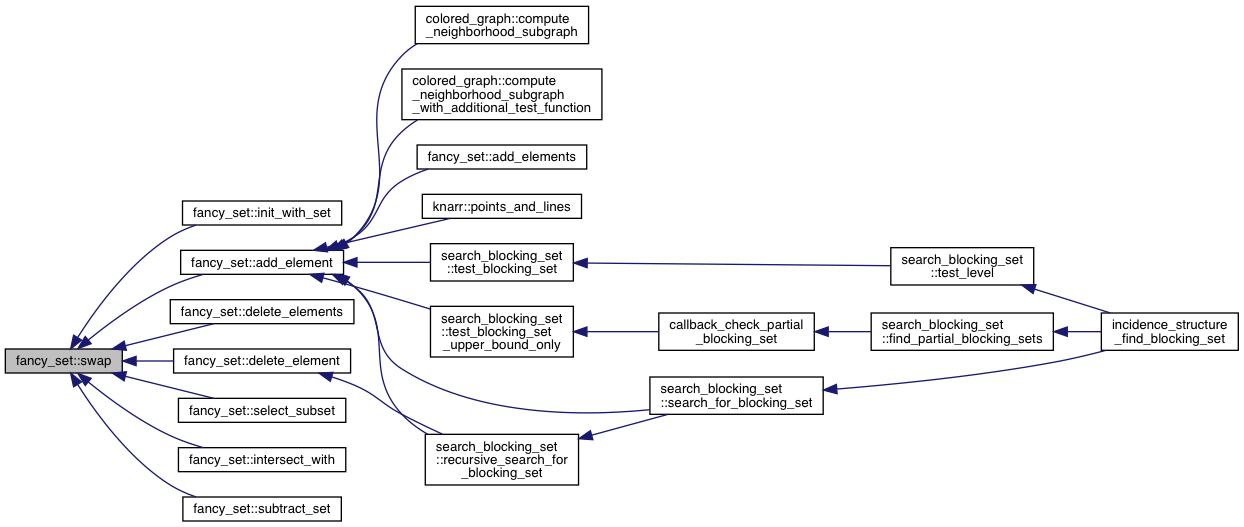 colored_graph::compute
_neighborhood_subgraph
colored_graph::compute
_neighborhood_subgraph
_with_additional_test_function
fancy_set::add_elements
knarr::points_and_lines
fancy_set::init_with_set
fancy_set::add_element
search_blocking_set
::test_blocking_set
search_blocking_set
::test_level
fancy_set::delete_elements
search_blocking_set
::test_blocking_set
_upper_bound_only
callback_check_partial
_blocking_set
search_blocking_set
::find_partial_blocking_sets
incidence_structure
_find_blocking_set
fancy_set::swap
fancy_set::delete_element
search_blocking_set
::search_for_blocking_set
fancy_set::select_subset
search_blocking_set
::recursive_search_for
_blocking_set
fancy_set::intersect_with
fancy_set::subtract_set